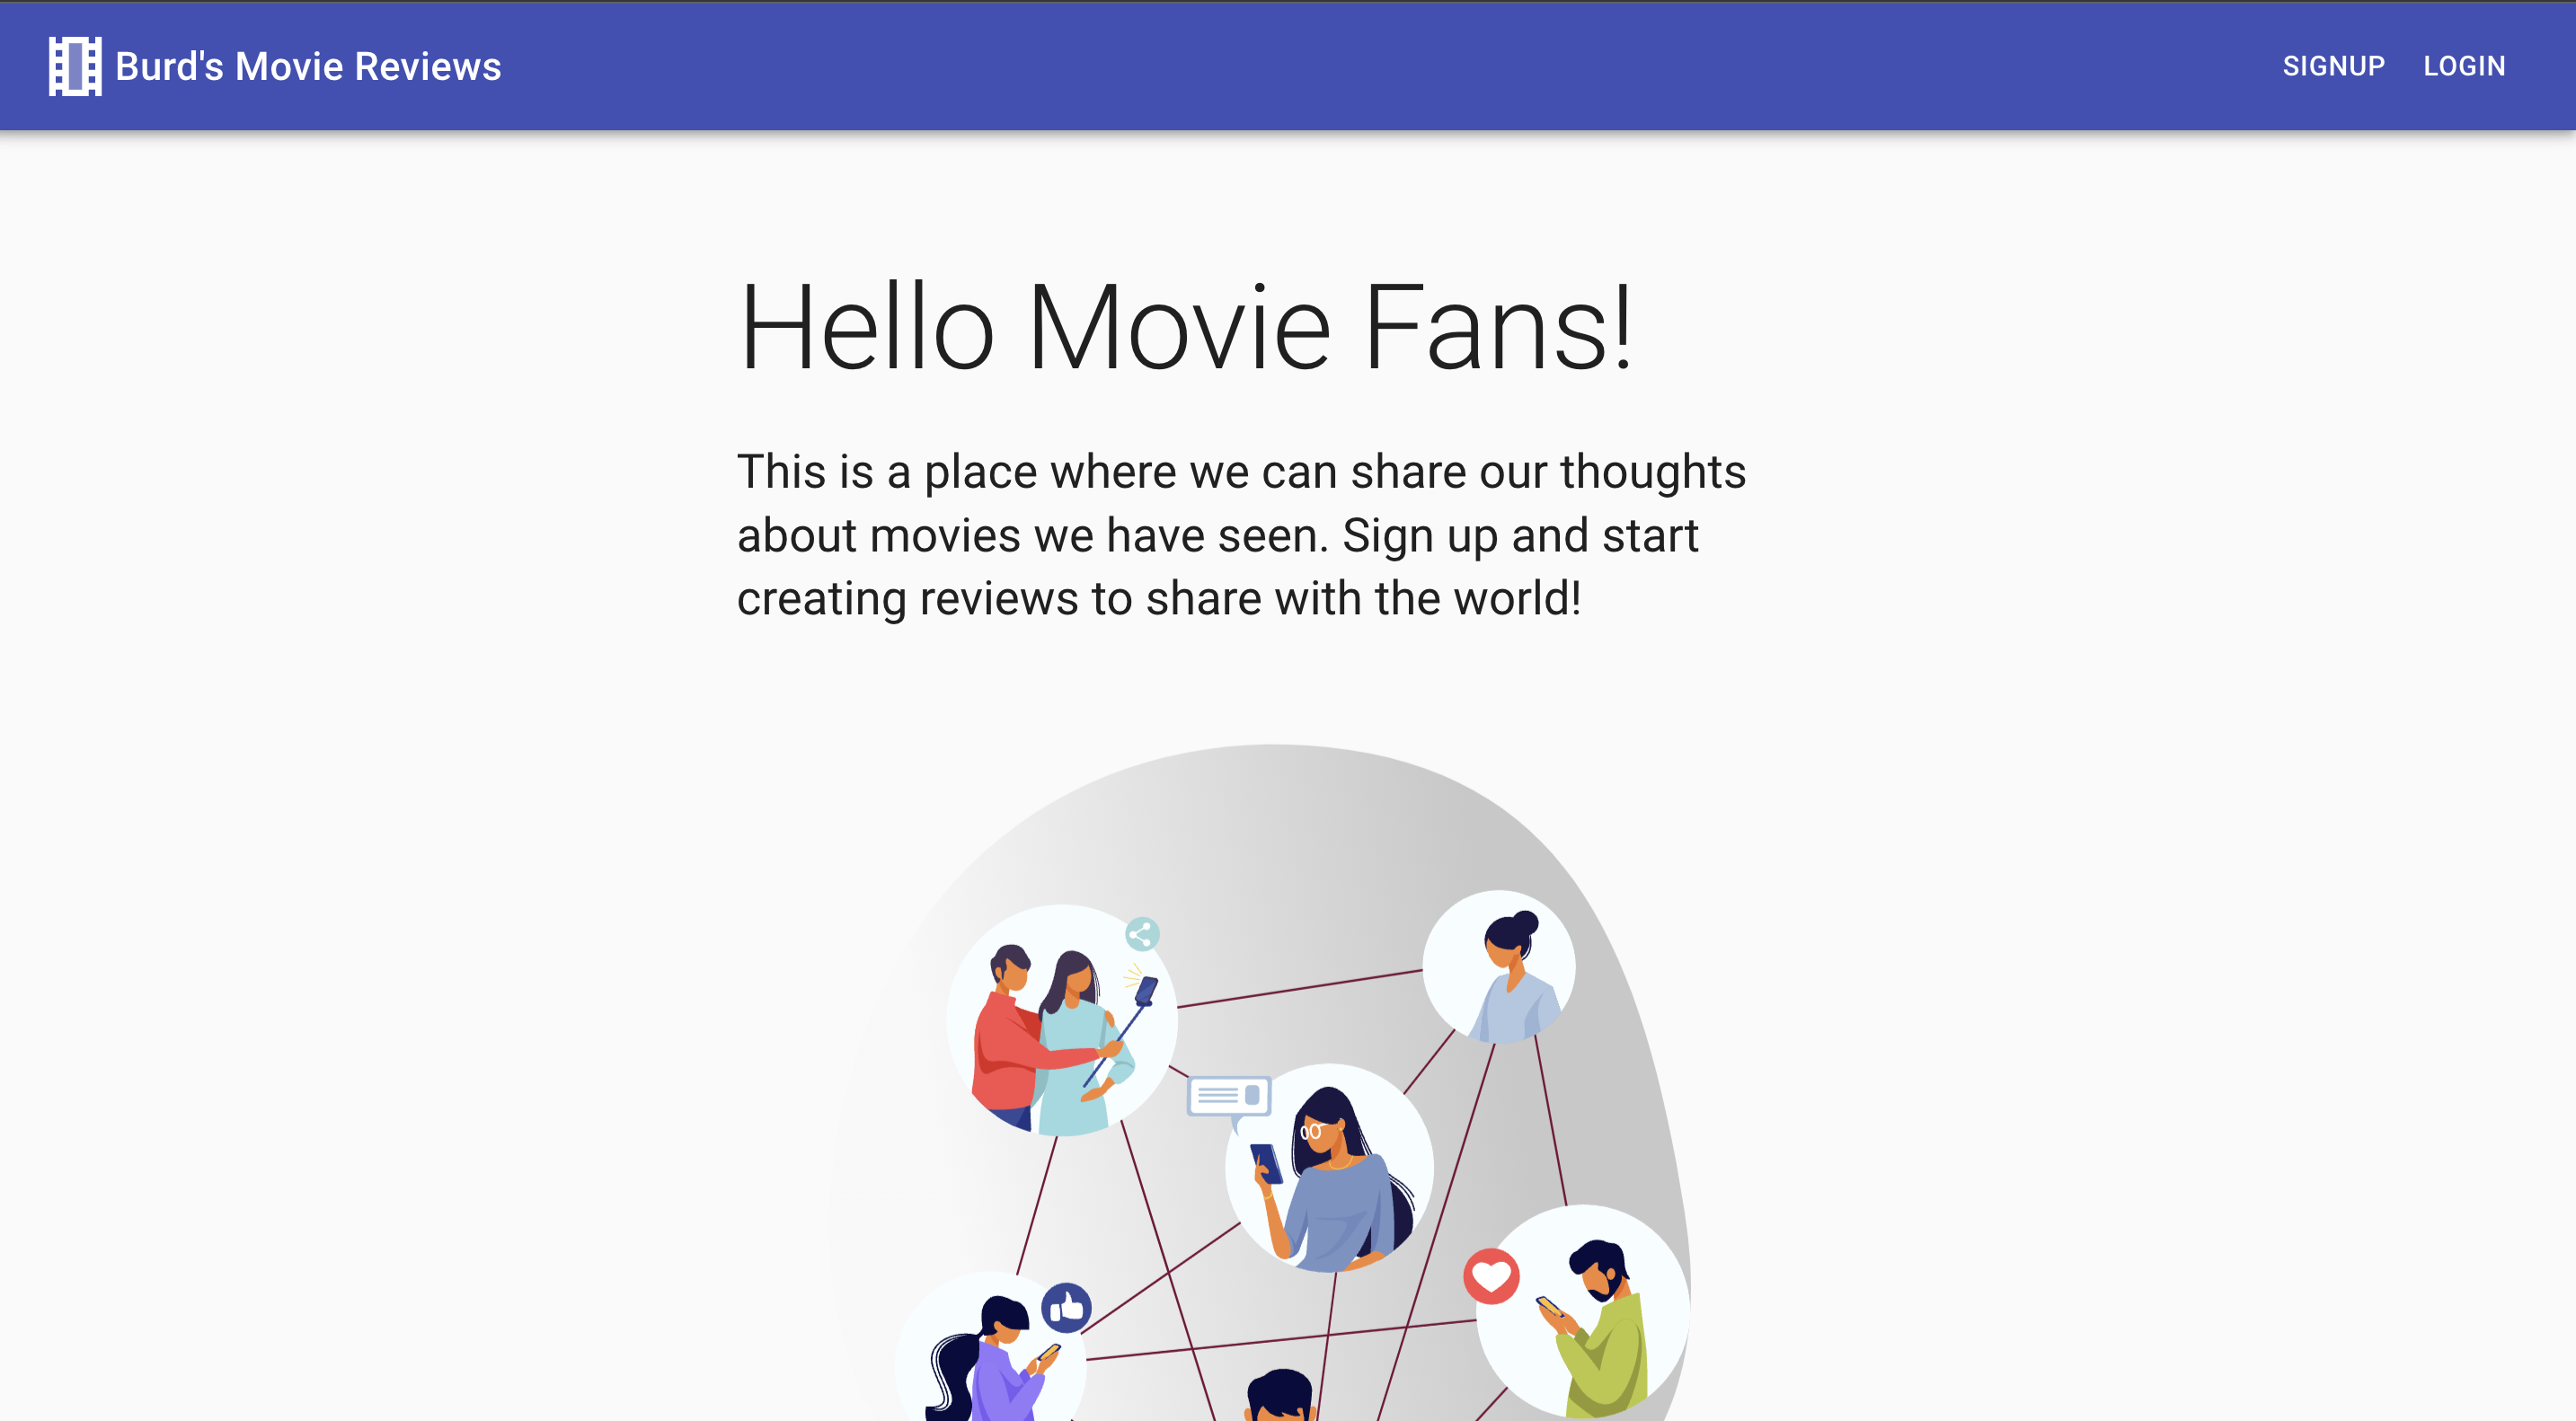 Burd's Movie Reviews
SIGNUP
LOGIN
Hello Movie Fans!
This is a place where we can share our thoughts
about movies we have seen. Sign up and start
creating reviews to share with the world!